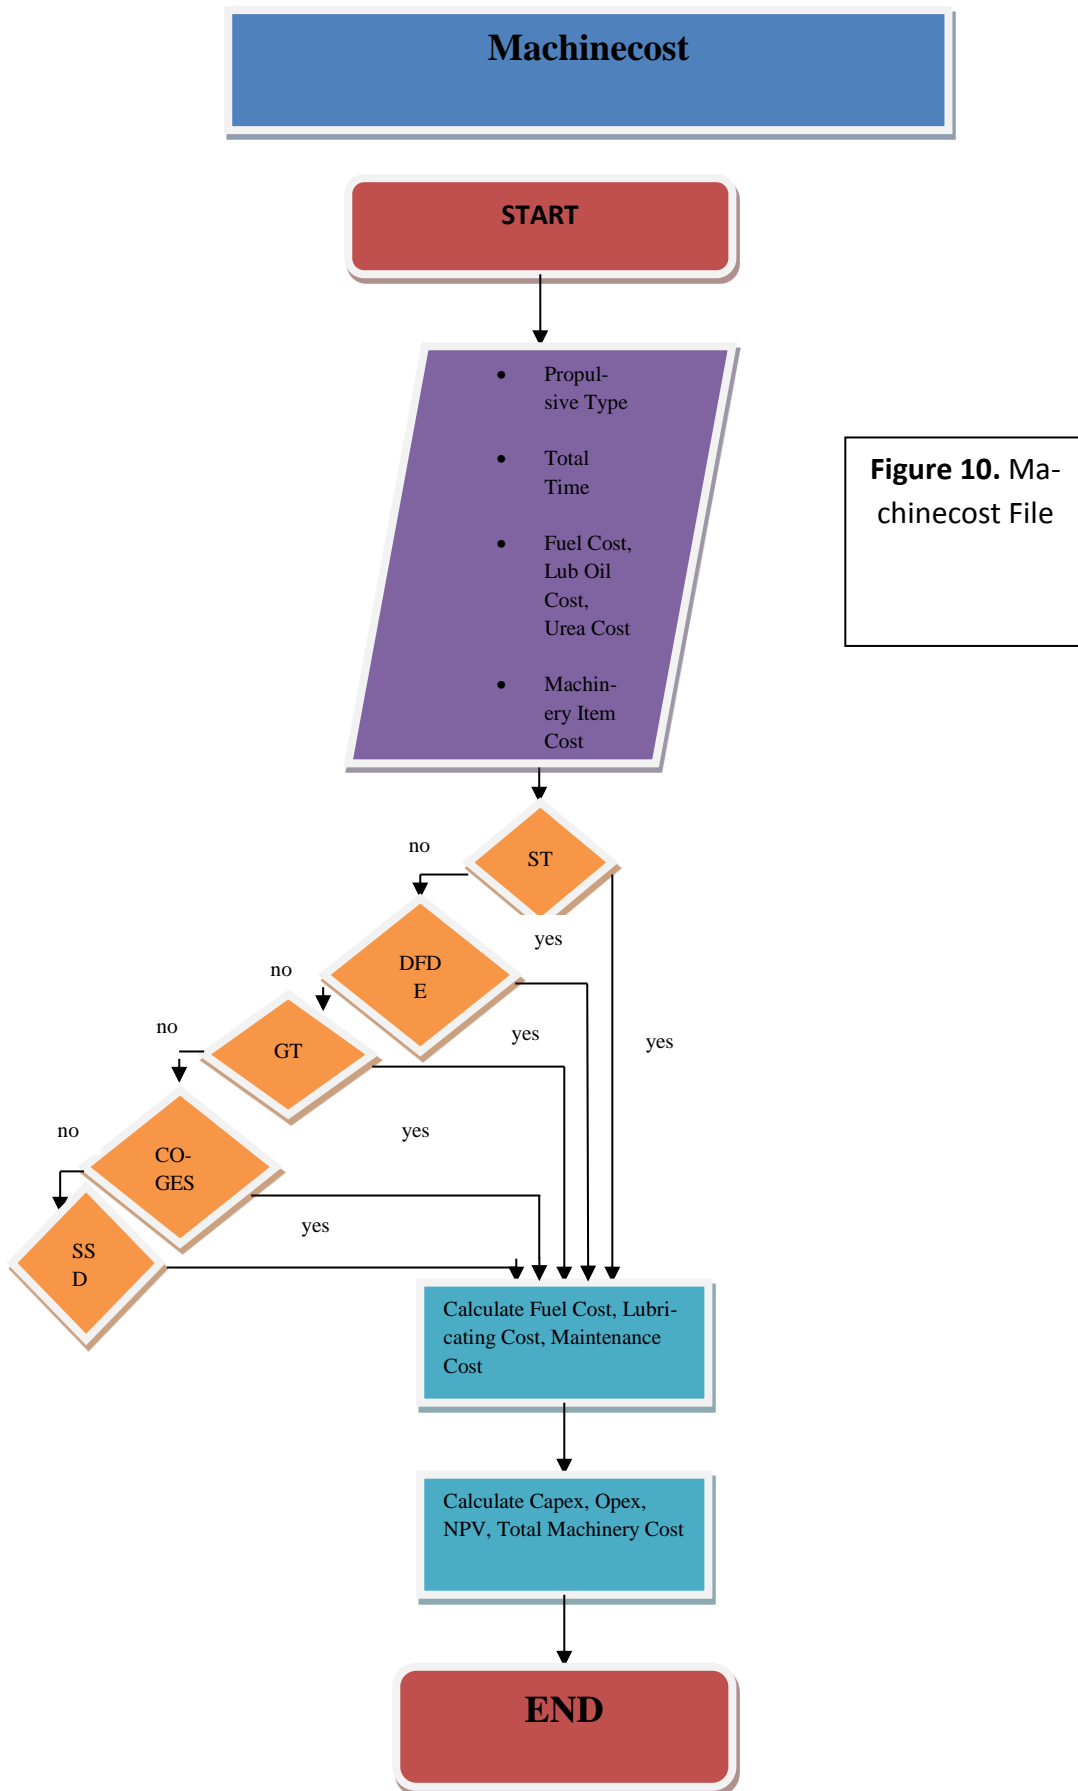 Machinecost
START
• Propul-
sive Type
• Total
Time
• Fuel Cost,
Lub Oil
Cost,
Urea Cost
• Machin-
ery Item
Cost
Figure 10. Ma-
chinecost File
ST
no
yes
DFD
E
no
yes
yes
GT
no
yes
CO-
GES
no
yes
SS
D
Calculate Fuel Cost, Lubri-
cating Cost, Maintenance
Cost
Calculate Capex, Opex,
NPV, Total Machinery Cost
END